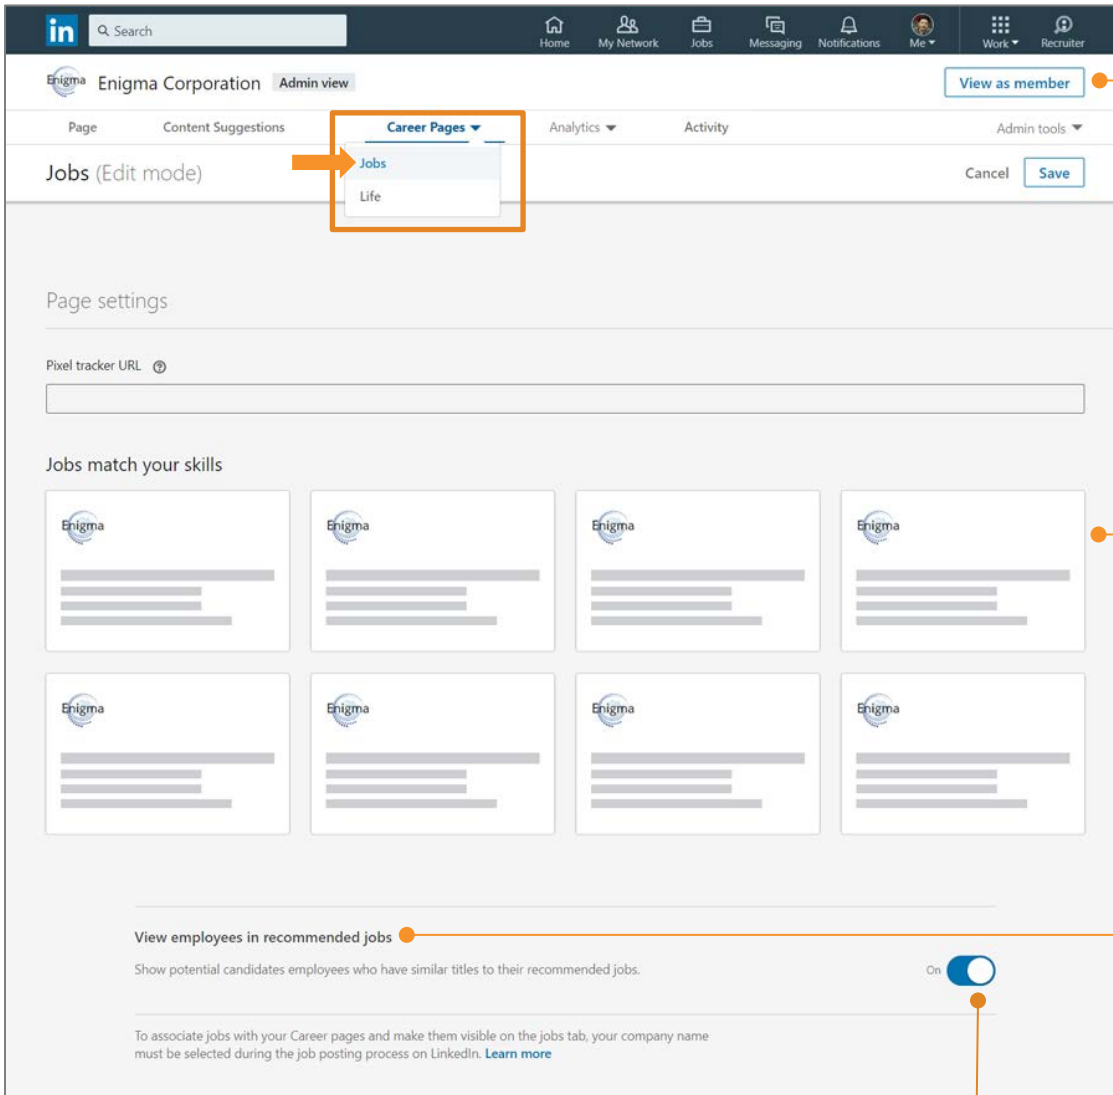 in Search Home My Network Jobs Messaging Notifications Me Work Recruiter
Enigma Enigma Corporation Admin view View as member
Page Content Suggestions Career Pages Analytics Activity Admin tools
Jobs (Edit mode) Jobs Cancel Save
Life
Page settings
Pixel tracker URL ?
Jobs match your skills
Enigma Enigma Enigma Enigma
Enigma Enigma Enigma Enigma
View employees in recommended jobs
Show potential candidates employees who have similar titles to their recommended jobs. On
To associate jobs with your Career pages and make them visible on the jobs tab, your company name
must be selected during the job posting process on LinkedIn. Learn more